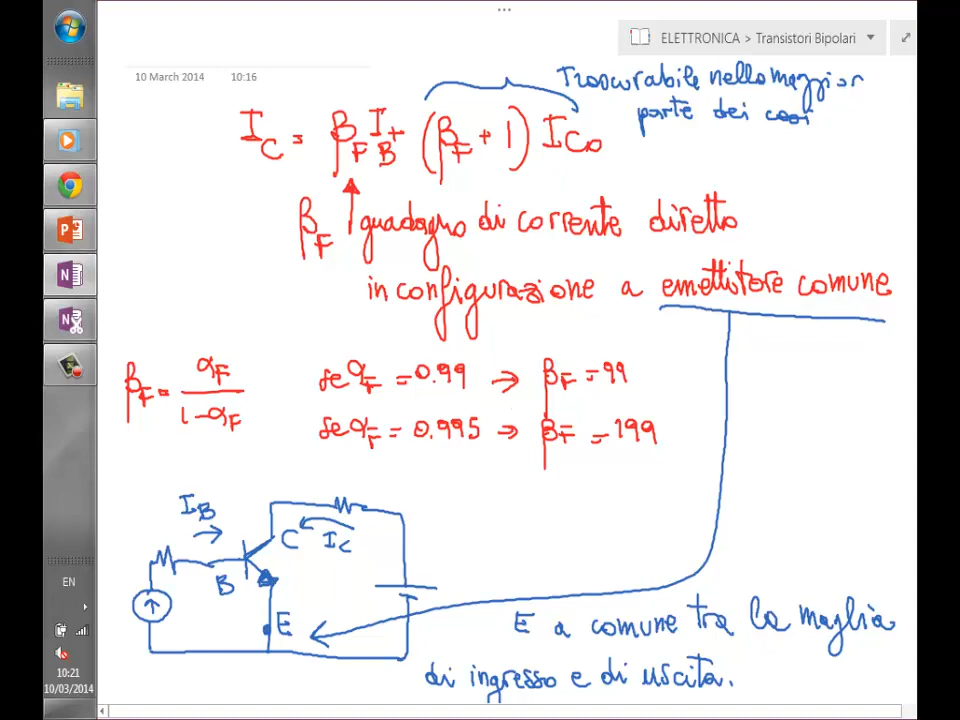 ELETTRONICA > Transistori Bipolari
10 March 2014 10:16
Trascurabile nella maggior
parte dei casi
I_C = β_F I_B + (β_F + 1) I_CO
β_F guadagno di corrente diretto
in configurazione a emettitore comune
β_F = α_F / 1-α_F
se α_F = 0.99 → β_F = 99
se α_F = 0.995 → β_F = 199
I_B
C I_C
B
E
E a comune tra la maglia
di ingresso e di uscita.
EN
10:21
10/03/2014